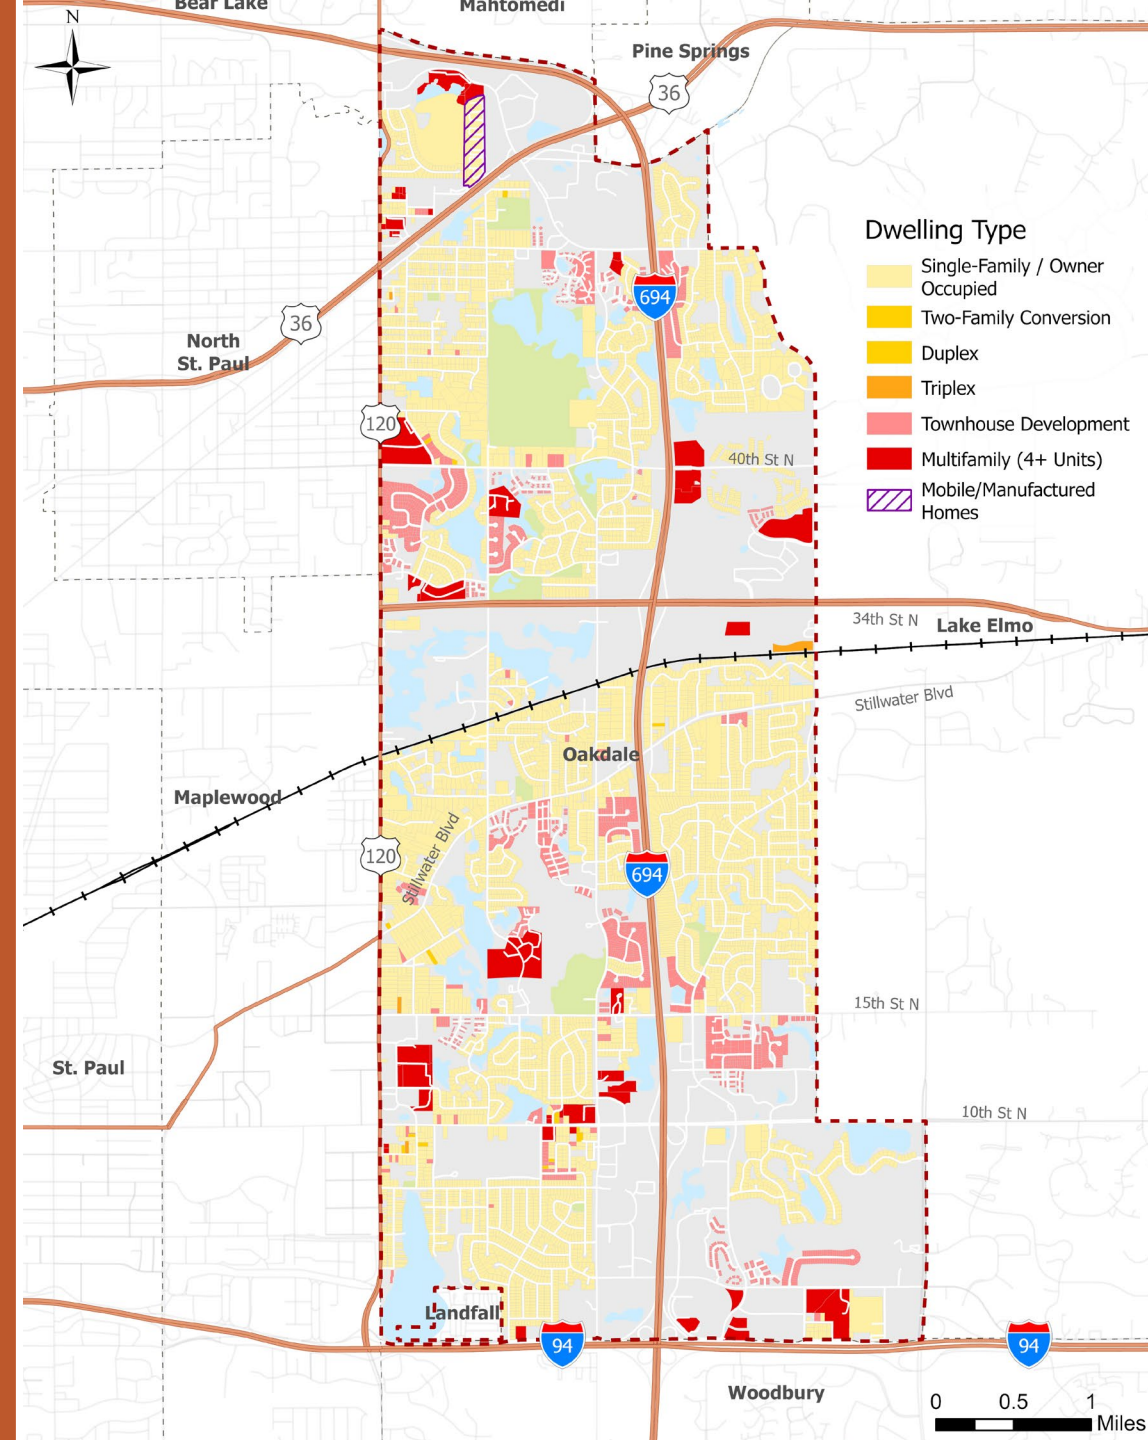 Bear Lake
Mahtomedi
N
Pine Springs
36
Dwelling Type
Single-Family / Owner
Occupied
Two-Family Conversion
Duplex
Triplex
Townhouse Development
Multifamily (4+ Units)
Mobile/Manufactured
Homes
694
36
North
St. Paul
120
40th St N
34th St N
Lake Elmo
Stillwater Blvd
Oakdale
Maplewood
Stillwater Blvd
120
694
15th St N
St. Paul
10th St N
Landfall
94
94
Woodbury
0 0.5 1
Miles